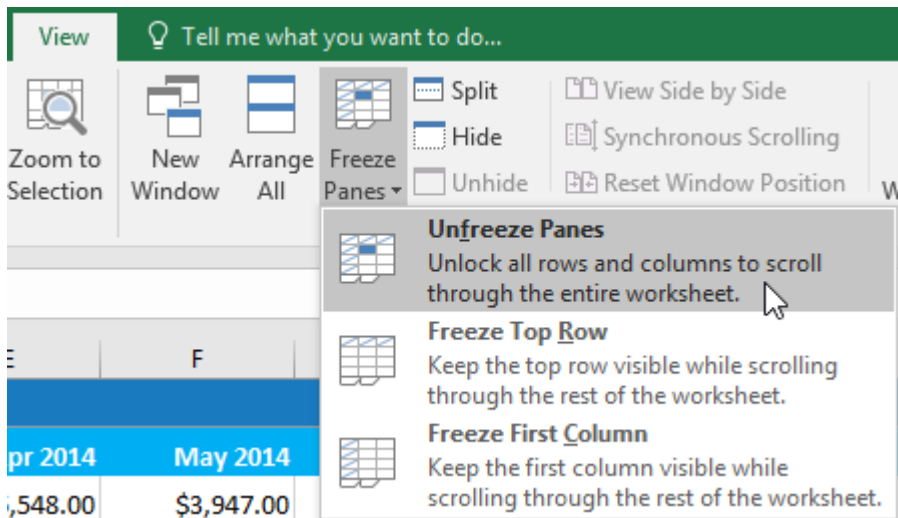 View
Tell me what you want to do...
Zoom to
Selection
New
Window
Arrange
All
Freeze
Panes
Split
Hide
Unhide
View Side by Side
Synchronous Scrolling
Reset Window Position
W
Unfreeze Panes
Unlock all rows and columns to scroll
through the entire worksheet.
Freeze Top Row
Keep the top row visible while scrolling
through the rest of the worksheet.
Freeze First Column
Keep the first column visible while
scrolling through the rest of the worksheet.
E F
pr 2014 May 2014
,548.00 $3,947.00